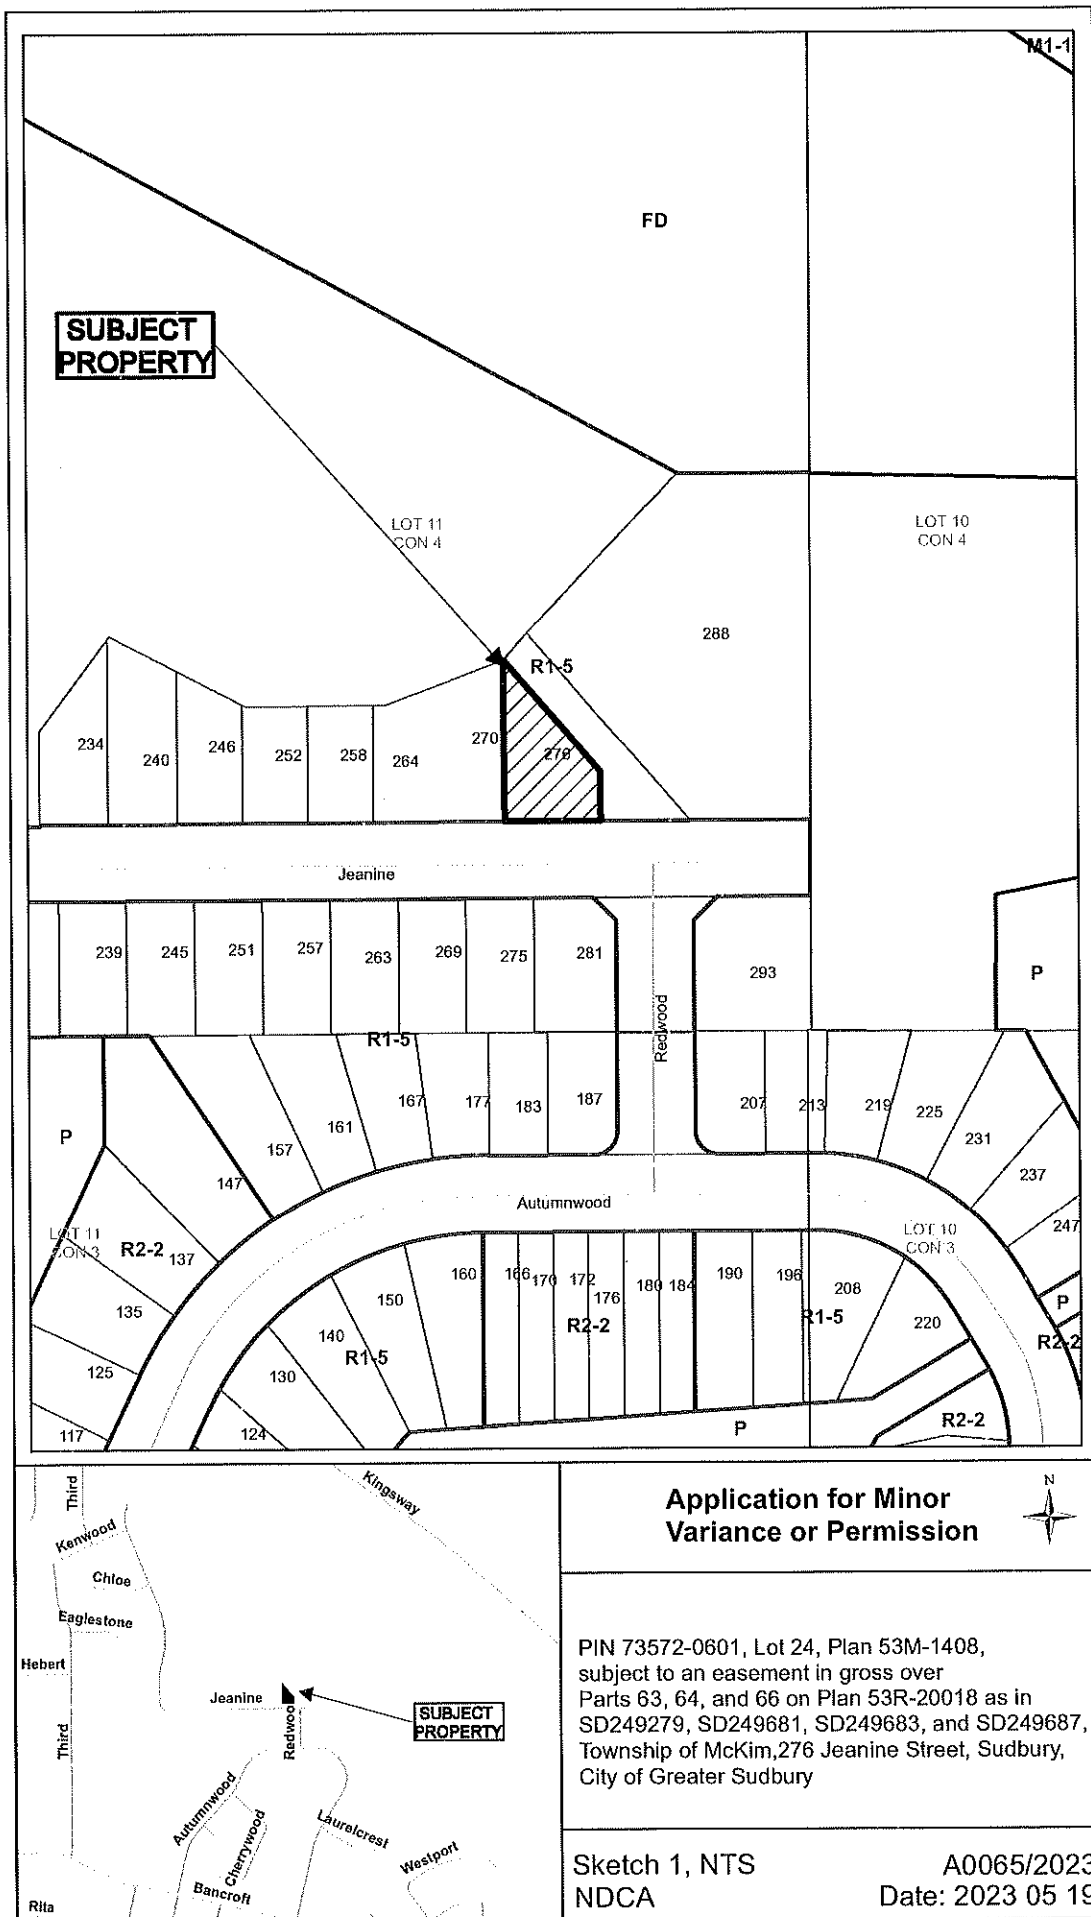 M1-1
FD
SUBJECT
PROPERTY
LOT 11
CON 4
LOT 10
CON 4
288
R1-5
234
240
246
252
258
264
270
276
Jeanine
239
245
251
257
263
269
275
281
293
P
Redwood
R1-5
P
147
157
161
167
177
183
187
207
213
219
225
231
237
247
Autumnwood
LOT 11
CON 3
R2-2
137
135
125
117
LOT 10
CON 3
160
166
170
172
176
180
184
190
196
208
220
150
140
130
124
R1-5
R2-2
R1-5
P
R2-2
P
R2-2
Kingsway
Third
Kenwood
Chloe
Eaglestone
Hebert
Jeanine
SUBJECT
PROPERTY
Redwoo
Third
Autumnwood
Cherrywood
Laurelcrest
Westport
Bancroft
Rita
Application for Minor
Variance or Permission
N
PIN 73572-0601, Lot 24, Plan 53M-1408,
subject to an easement in gross over
Parts 63, 64, and 66 on Plan 53R-20018 as in
SD249279, SD249681, SD249683, and SD249687,
Township of McKim,276 Jeanine Street, Sudbury,
City of Greater Sudbury
Sketch 1, NTS
NDCA
A0065/2023
Date: 2023 05 19